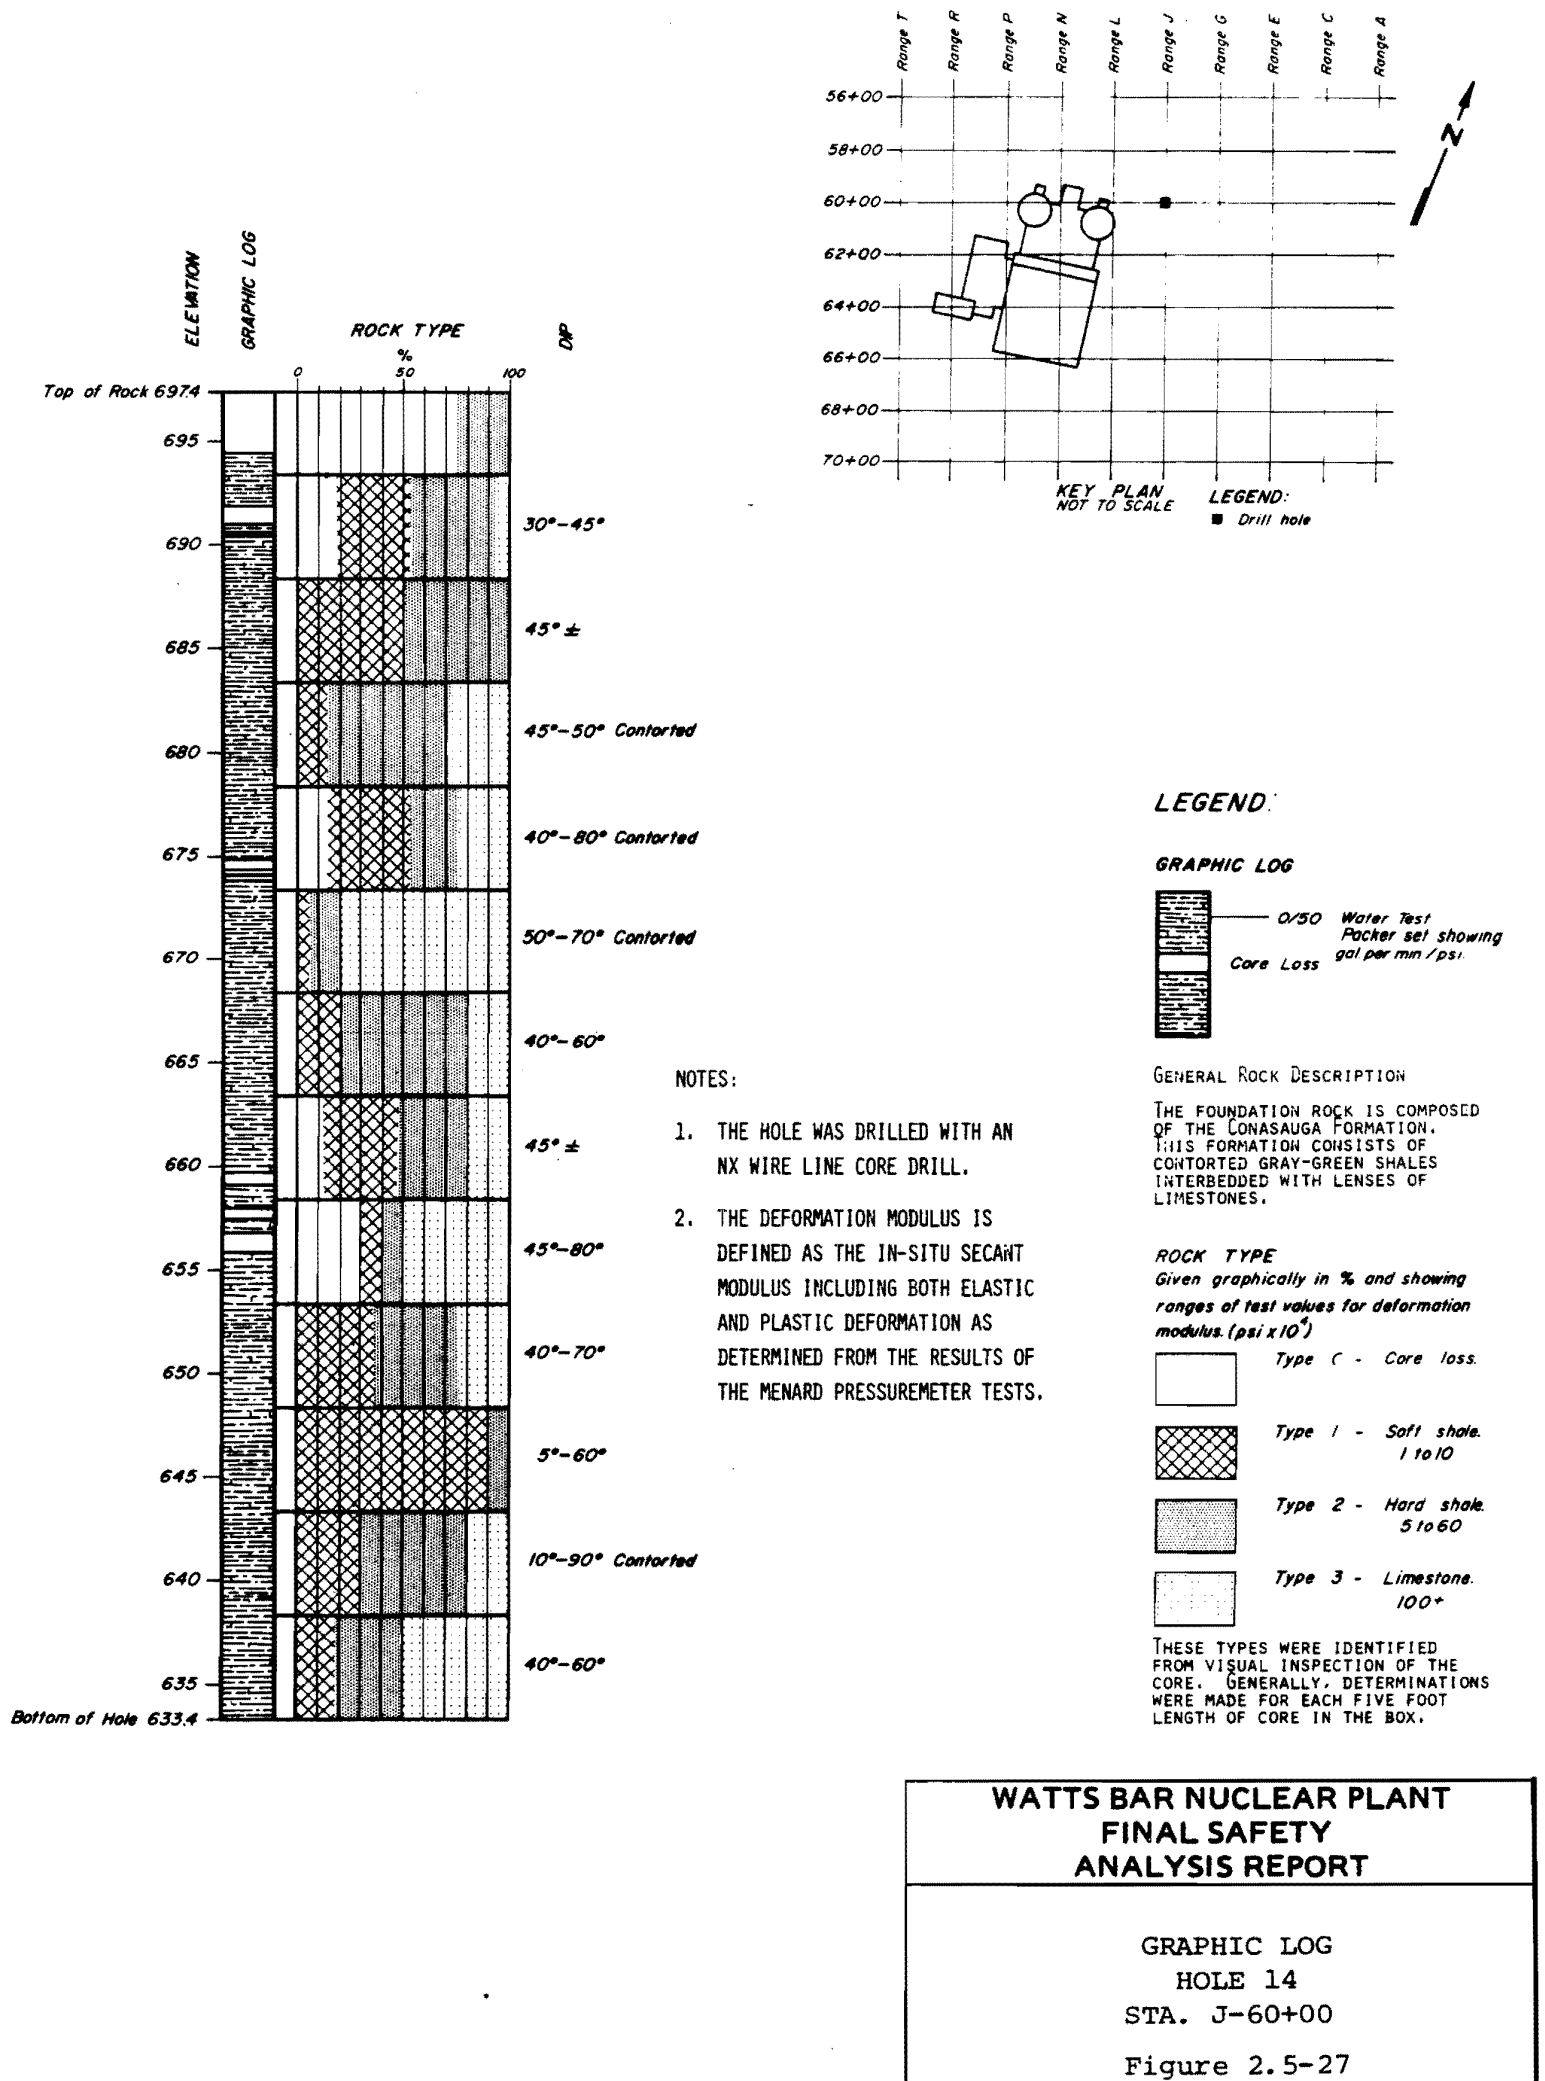 Range T
Range R
Range P
Range N
Range L
Range J
Range G
Range E
Range C
Range A
56+00
58+00
60+00
62+00
64+00
66+00
68+00
70+00
N
KEY PLAN
NOT TO SCALE
LEGEND:
Drill hole
ELEVATION
GRAPHIC LOG
ROCK TYPE
%
DIP
0 50 100
Top of Rock 697.4
695
690
685
680
675
670
665
660
655
650
645
640
635
Bottom of Hole 633.4
30°-45°
45° ±
45°-50° Contorted
40°-80° Contorted
50°-70° Contorted
40°-60°
45° ±
45°-80°
40°-70°
5°-60°
10°-90° Contorted
40°-60°
NOTES:
1. THE HOLE WAS DRILLED WITH AN
NX WIRE LINE CORE DRILL.
2. THE DEFORMATION MODULUS IS
DEFINED AS THE IN-SITU SECANT
MODULUS INCLUDING BOTH ELASTIC
AND PLASTIC DEFORMATION AS
DETERMINED FROM THE RESULTS OF
THE MENARD PRESSUREMETER TESTS.
LEGEND:
GRAPHIC LOG
0/50 Water Test
Packer set showing
gal per min/psi.
Core Loss
GENERAL ROCK DESCRIPTION
THE FOUNDATION ROCK IS COMPOSED
OF THE CONASAUGA FORMATION.
THIS FORMATION CONSISTS OF
CONTORTED GRAY-GREEN SHALES
INTERBEDDED WITH LENSES OF
LIMESTONES.
ROCK TYPE
Given graphically in % and showing
ranges of test values for deformation
modulus. (psi x 10⁴)
Type C - Core loss.
Type 1 - Soft shale.
1 to 10
Type 2 - Hard shale.
5 to 60
Type 3 - Limestone.
100+
THESE TYPES WERE IDENTIFIED
FROM VISUAL INSPECTION OF THE
CORE. GENERALLY, DETERMINATIONS
WERE MADE FOR EACH FIVE FOOT
LENGTH OF CORE IN THE BOX.
WATTS BAR NUCLEAR PLANT
FINAL SAFETY
ANALYSIS REPORT
GRAPHIC LOG
HOLE 14
STA. J-60+00
Figure 2.5-27